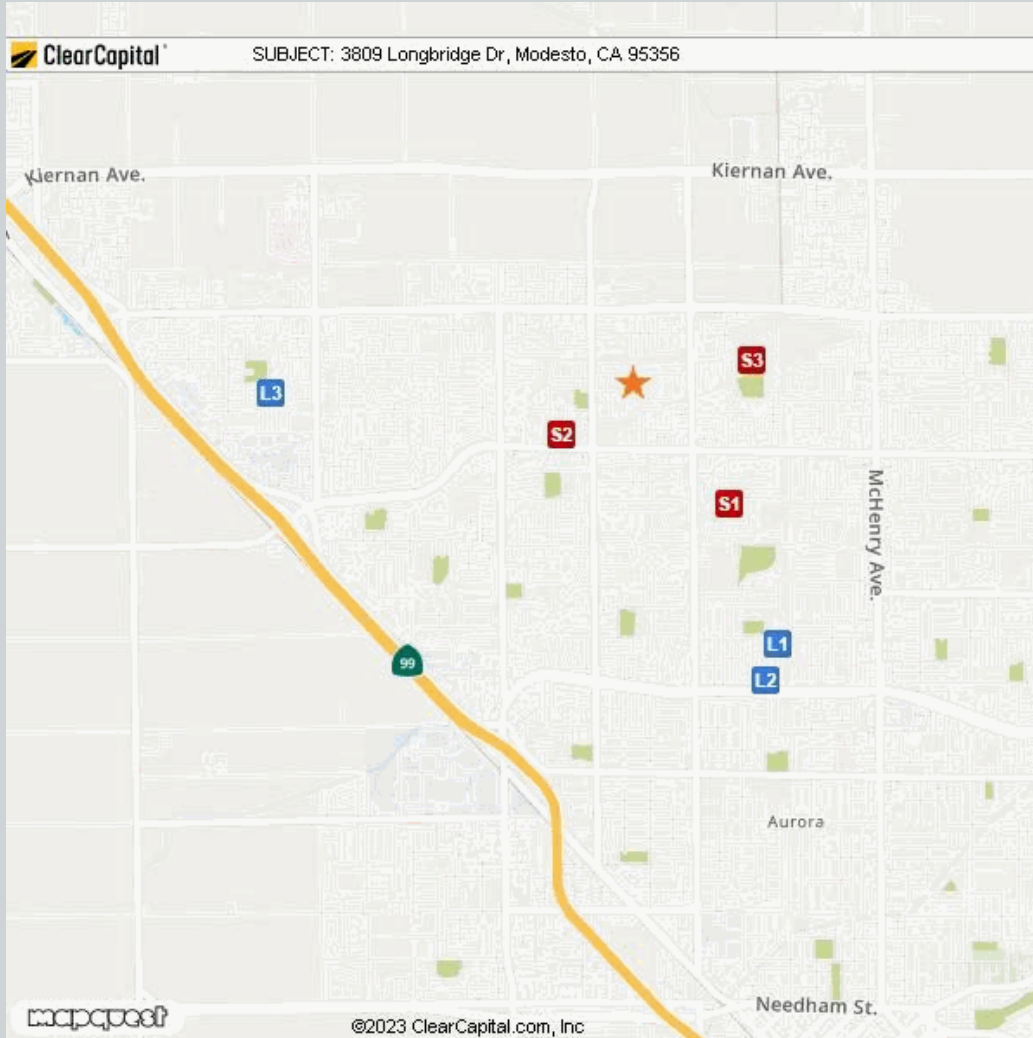 ClearCapital SUBJECT: 3809 Longbridge Dr, Modesto, CA 95356
Kiernan Ave. Kiernan Ave.
S3
L3
S2
S1
McHenry Ave.
L1
99
L2
Aurora
Needham St.
mapquest
©2023 ClearCapital.com, Inc